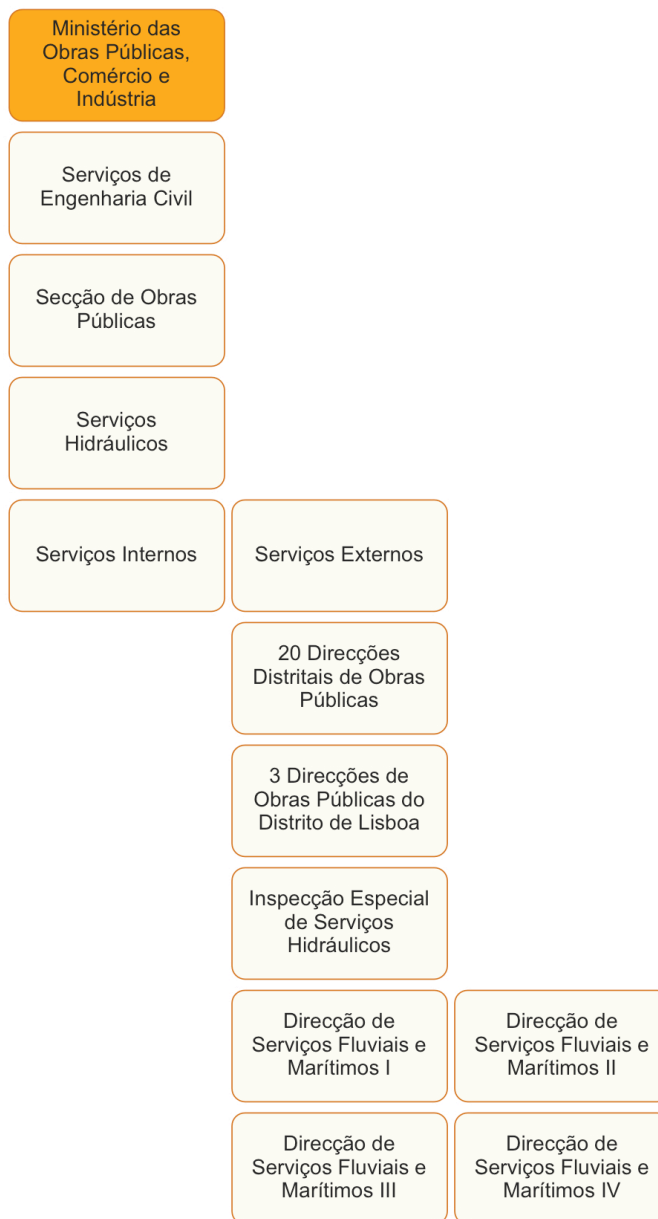 Ministério das
Obras Públicas,
Comércio e
Indústria
Serviços de
Engenharia Civil
Secção de Obras
Públicas
Serviços
Hidráulicos
Serviços Internos
Serviços Externos
20 Direcções
Distritais de Obras
Públicas
3 Direcções de
Obras Públicas do
Distrito de Lisboa
Inspecção Especial
de Serviços
Hidráulicos
Direcção de
Serviços Fluviais e
Marítimos I
Direcção de
Serviços Fluviais e
Marítimos II
Direcção de
Serviços Fluviais e
Marítimos III
Direcção de
Serviços Fluviais e
Marítimos IV